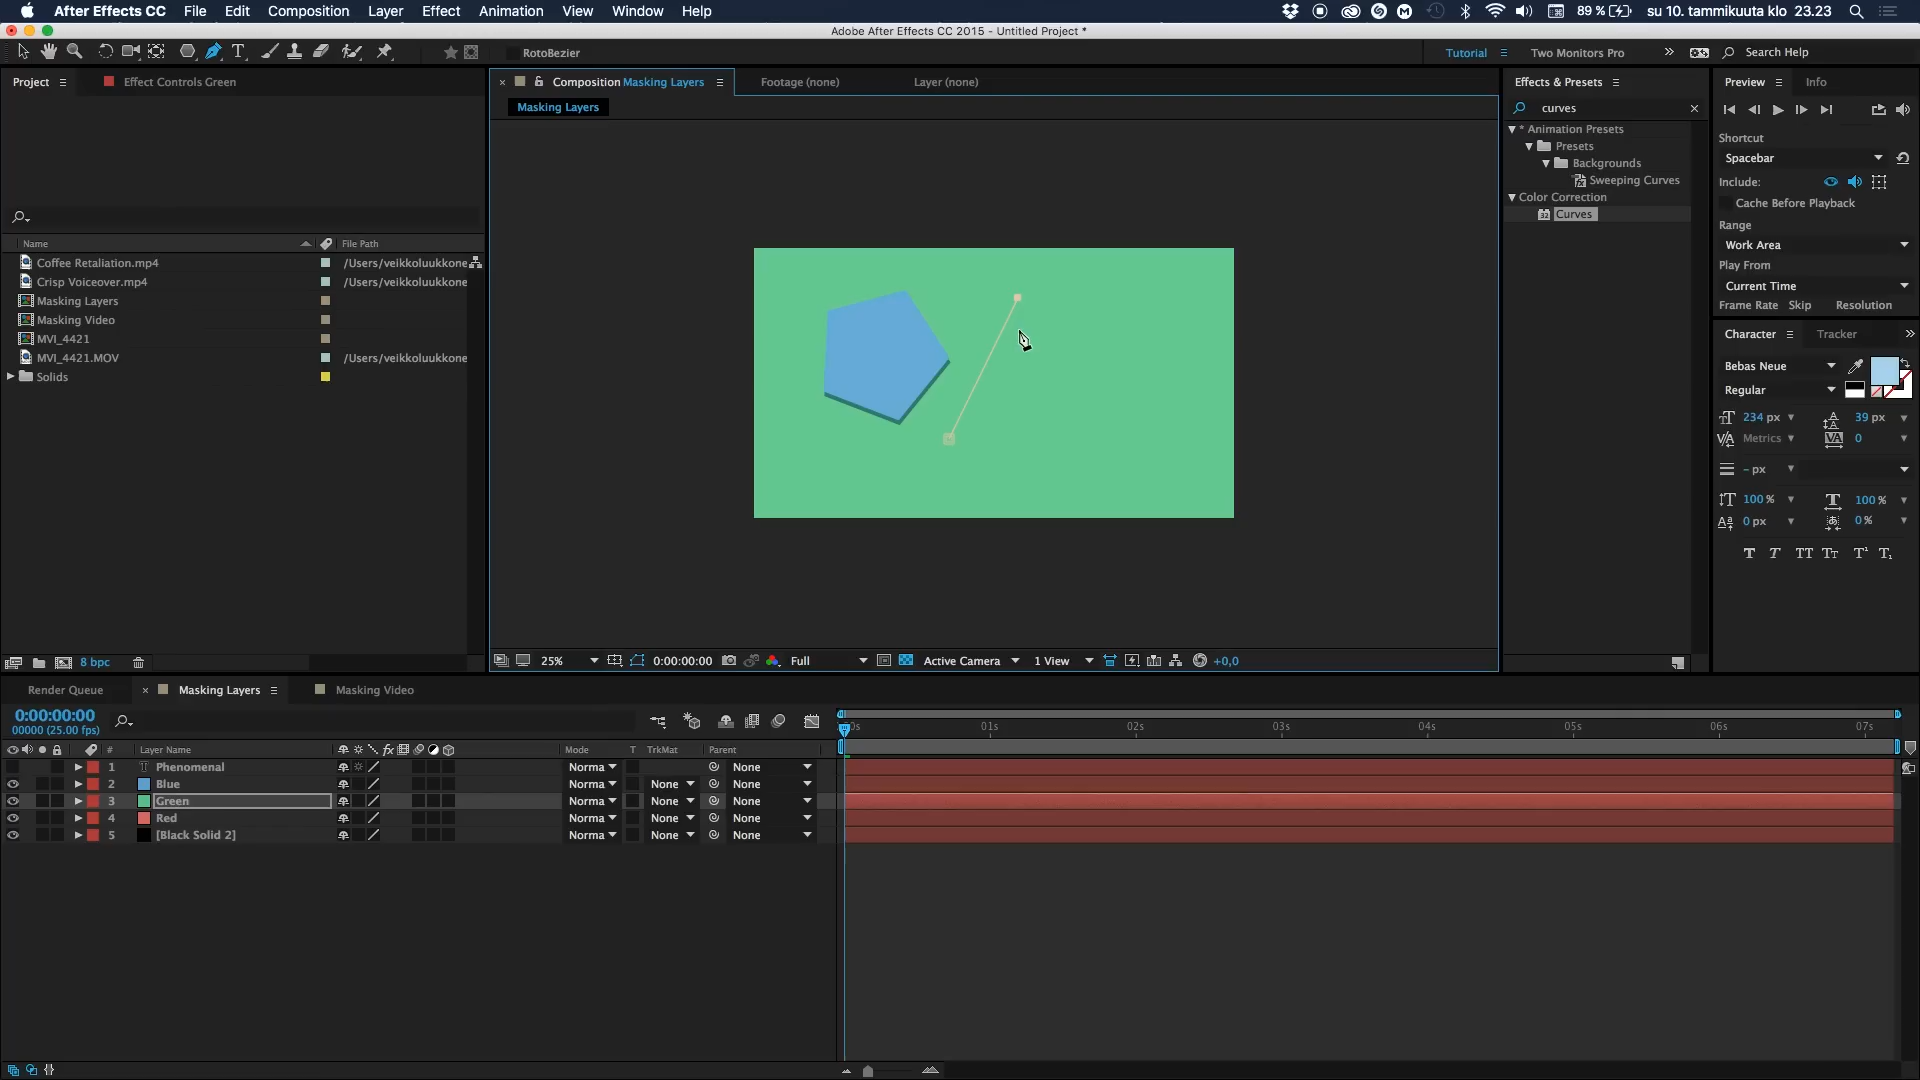 After Effects CC File Edit Composition Layer Effect Animation View Window Help 89 % su 10. tammikuuta klo 23.23
Adobe After Effects CC 2015 - Untitled Project *
RotoBezier Tutorial Two Monitors Pro Search Help
Project Effect Controls Green
Composition Masking Layers Footage (none) Layer (none)
Masking Layers
Name File Path
Coffee Retaliation.mp4 /Users/veikkoluukkone
Crisp Voiceover.mp4 /Users/veikkoluukkone
Masking Layers
Masking Video
MVI_4421
MVI_4421.MOV /Users/veikkoluukkone
Solids
8 bpc
25% 0:00:00:00 Full Active Camera 1 View +0,0
Effects & Presets
curves
* Animation Presets
Presets
Backgrounds
Sweeping Curves
Color Correction
32 Curves
Preview Info
Shortcut
Spacebar
Include:
Cache Before Playback
Range
Work Area
Play From
Current Time
Frame Rate Skip Resolution
Character Tracker
Bebas Neue
Regular
234 px 39 px
Metrics 0
- px
100 % 100 %
0 px 0 %
T T TT Tt T¹ T₁
Render Queue Masking Layers Masking Video
0:00:00:00
00000 (25.00 fps)
# Layer Name Mode T TrkMat Parent
1 T Phenomenal Norma None
2 Blue Norma None None
3 Green Norma None None
4 Red Norma None None
5 [Black Solid 2] Norma None None
0s 01s 02s 03s 04s 05s 06s 07s